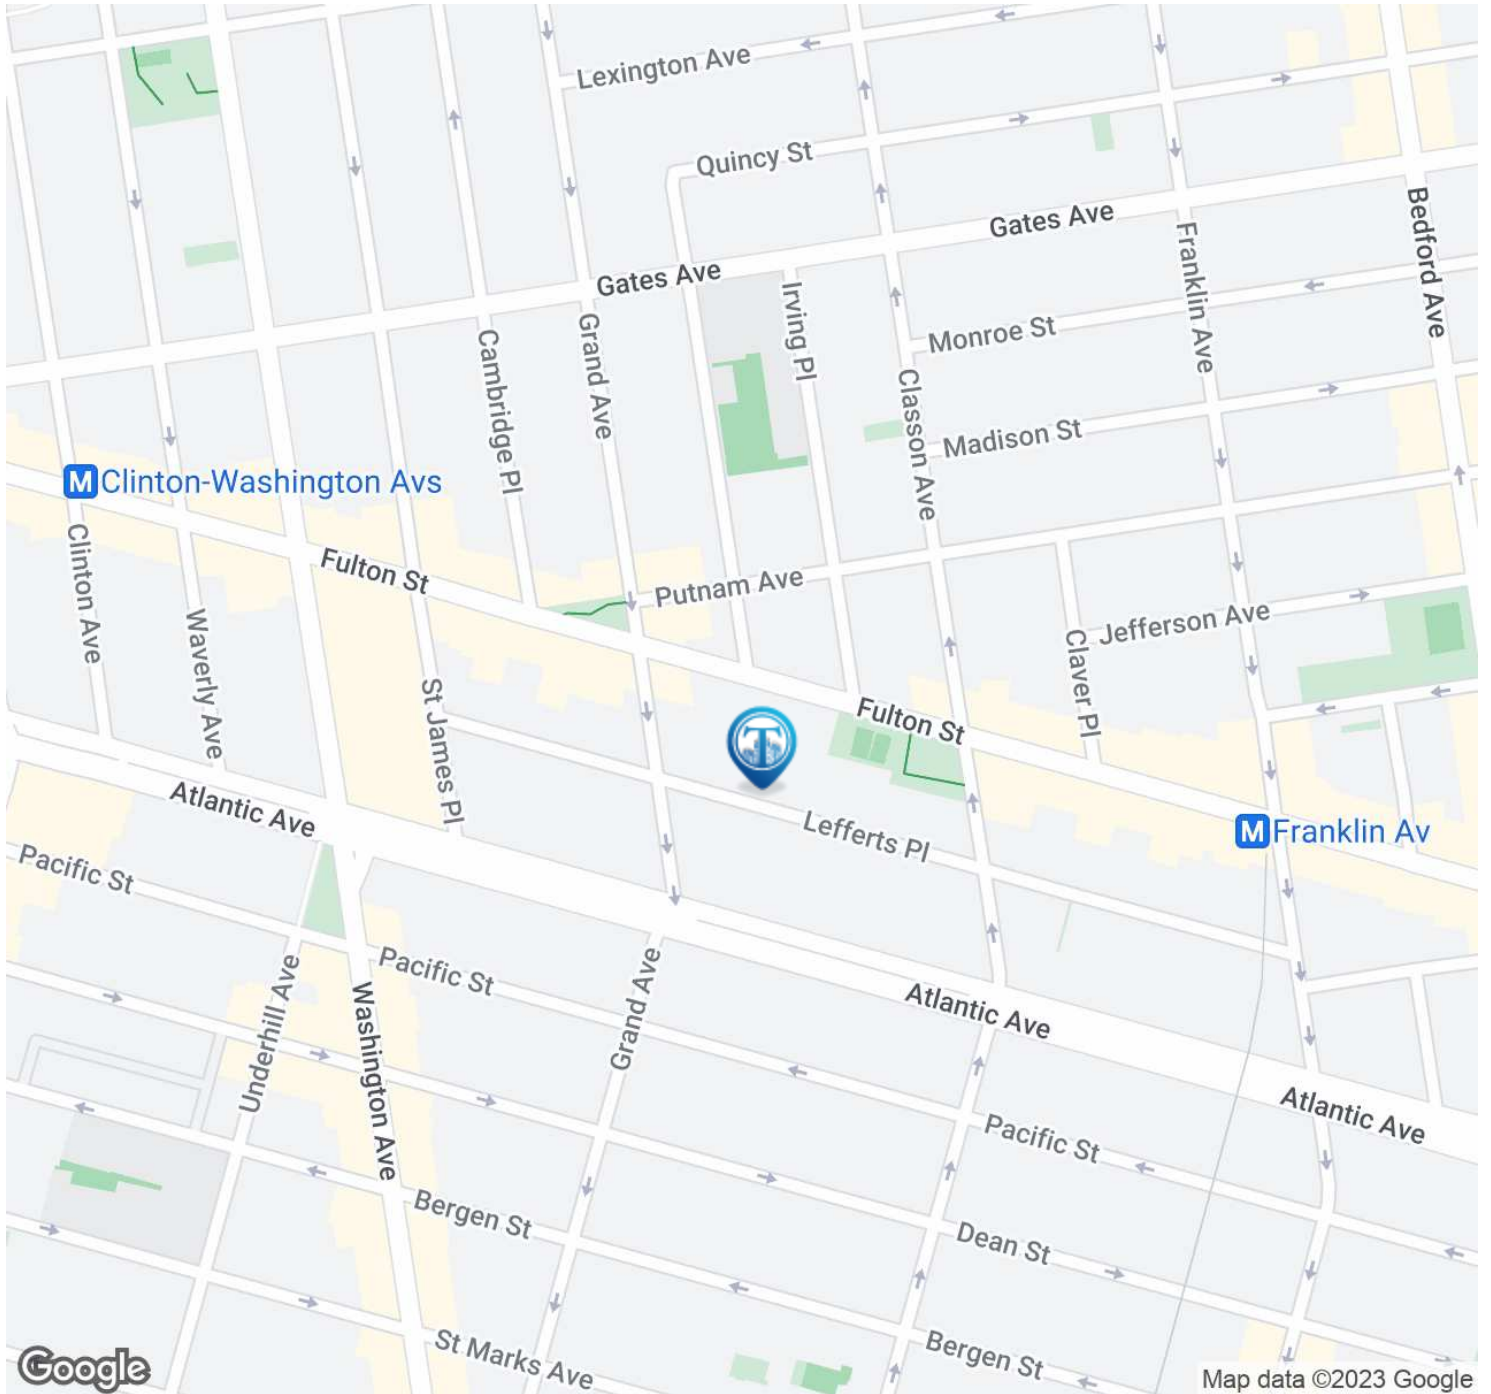 Lexington Ave
Quincy St
Gates Ave
Gates Ave
Bedford Ave
Franklin Ave
Irving Pl
Grand Ave
Cambridge Pl
Monroe St
Classon Ave
Madison St
M Clinton-Washington Avs
Clinton Ave
Fulton St
Putnam Ave
Waverly Ave
Jefferson Ave
Claver Pl
St James Pl
Fulton St
T
Atlantic Ave
Lefferts Pl
M Franklin Av
Pacific St
Pacific St
Underhill Ave
Washington Ave
Grand Ave
Atlantic Ave
Atlantic Ave
Pacific St
Bergen St
Dean St
St Marks Ave
Bergen St
Google
Map data ©2023 Google